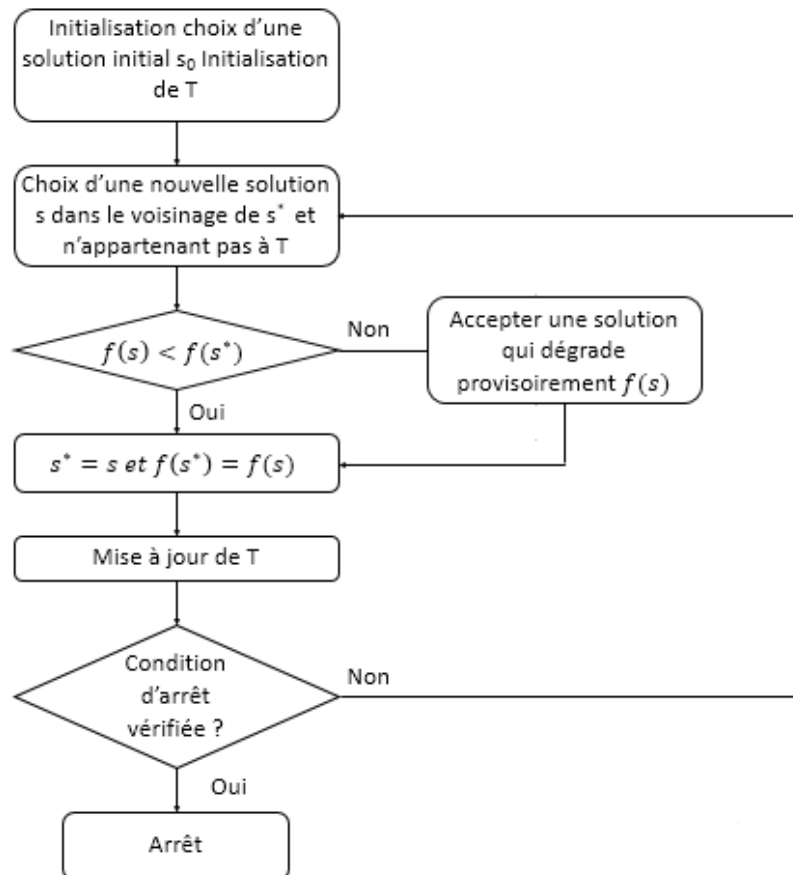 Initialisation choix d'une
solution initial s₀ Initialisation
de T
Choix d'une nouvelle solution
s dans le voisinage de s* et
n'appartenant pas à T
f(s) < f(s*)
Non
Accepter une solution
qui dégrade
provisoirement f(s)
Oui
s* = s et f(s*) = f(s)
Mise à jour de T
Condition
d'arrêt
vérifiée ?
Non
Oui
Arrêt